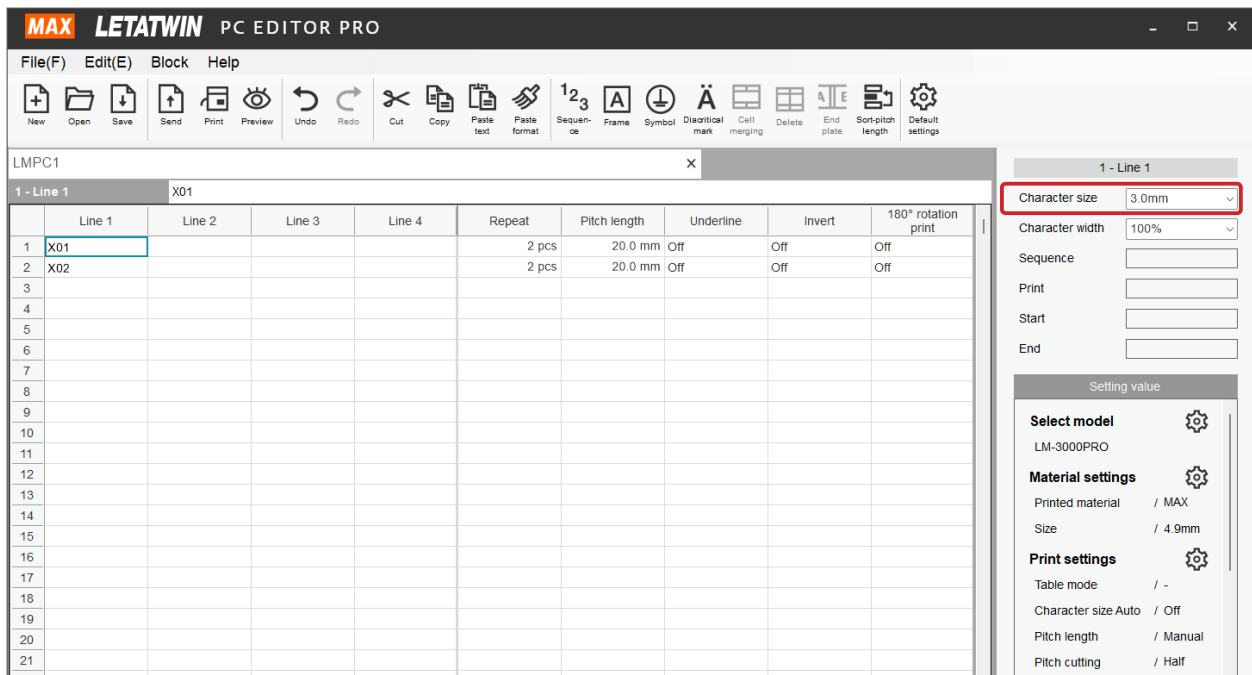 MAX LETATWIN PC EDITOR PRO
File(F) Edit(E) Block Help
New Open Save Send Print Preview Undo Redo Cut Copy Paste text Paste format Sequen-ce Frame Symbol Diacritical mark Cell merging Delete End plate Sort-pitch length Default settings
LMPC1
1 - Line 1 X01
Line 1 Line 2 Line 3 Line 4 Repeat Pitch length Underline Invert 180° rotation print
1 X01 2 pcs 20.0 mm Off Off Off
2 X02 2 pcs 20.0 mm Off Off Off
3
4
5
6
7
8
9
10
11
12
13
14
15
16
17
18
19
20
21
1 - Line 1
Character size 3.0mm
Character width 100%
Sequence
Print
Start
End
Setting value
Select model
LM-3000PRO
Material settings
Printed material / MAX
Size / 4.9mm
Print settings
Table mode / -
Character size Auto / Off
Pitch length / Manual
Pitch cutting / Half